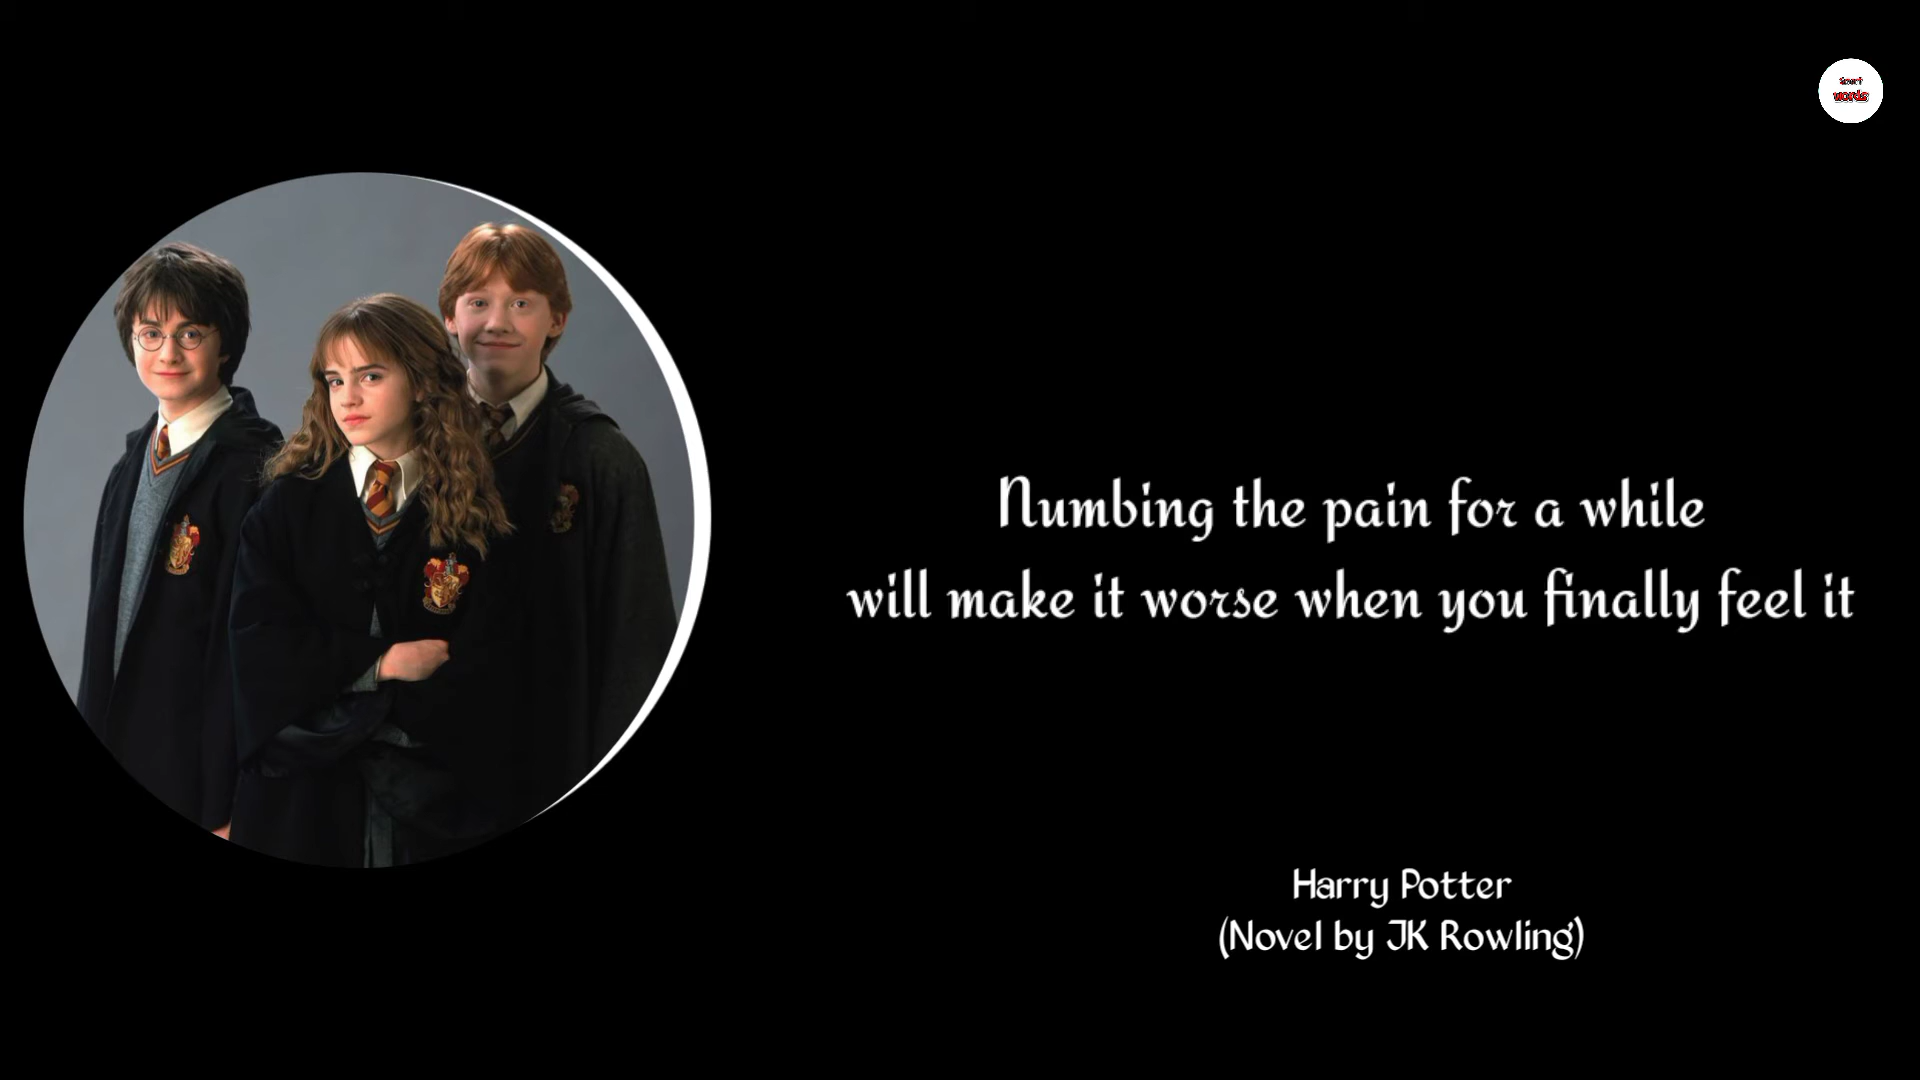 words
Numbing the pain for a while
will make it worse when you finally feel it
Harry Potter
(Novel by JK Rowling)